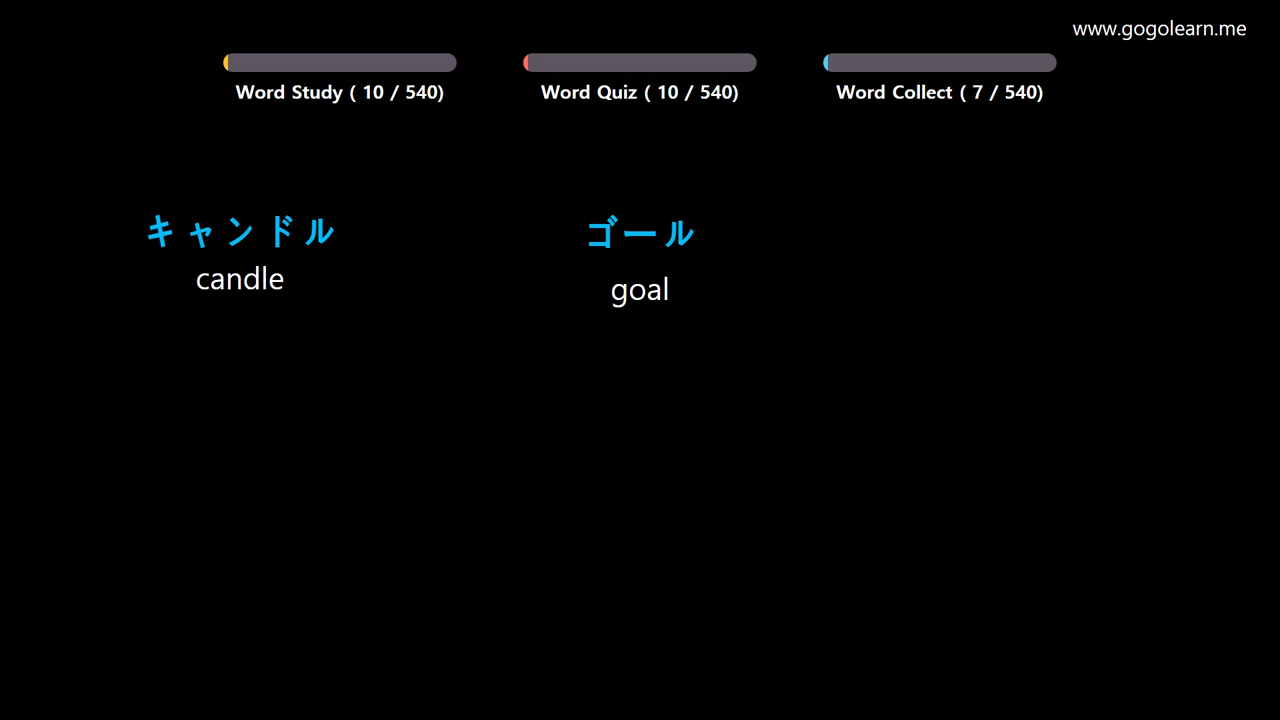 www.gogolearn.me
Word Study ( 10 / 540)
Word Quiz ( 10 / 540)
Word Collect ( 7 / 540)
キャンドル
candle
ゴール
goal